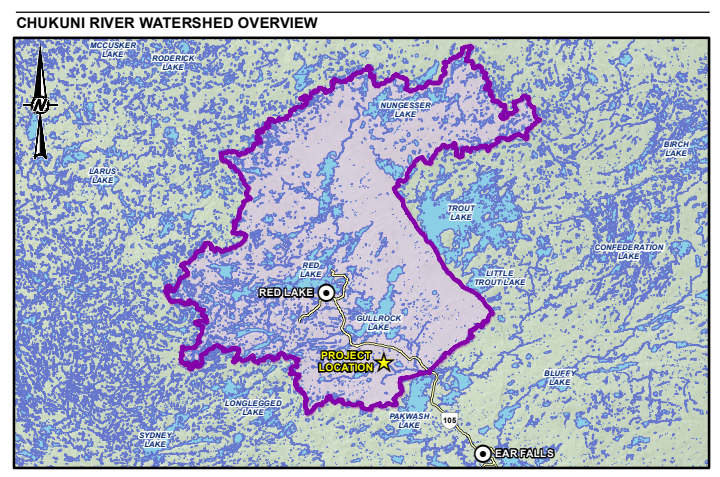 CHUKUNI RIVER WATERSHED OVERVIEW
MCCUSKER
LAKE
RODERICK
LAKE
N
NUNGESSER
LAKE
BIRCH
LAKE
LARUS
LAKE
TROUT
LAKE
CONFEDERATION
LAKE
RED
LAKE
LITTLE
TROUT LAKE
RED LAKE
GULLROCK
LAKE
PROJECT
LOCATION
BLUFFY
LAKE
LONGLEGGED
LAKE
PAKWASH
LAKE
105
SYDNEY
LAKE
EAR FALLS